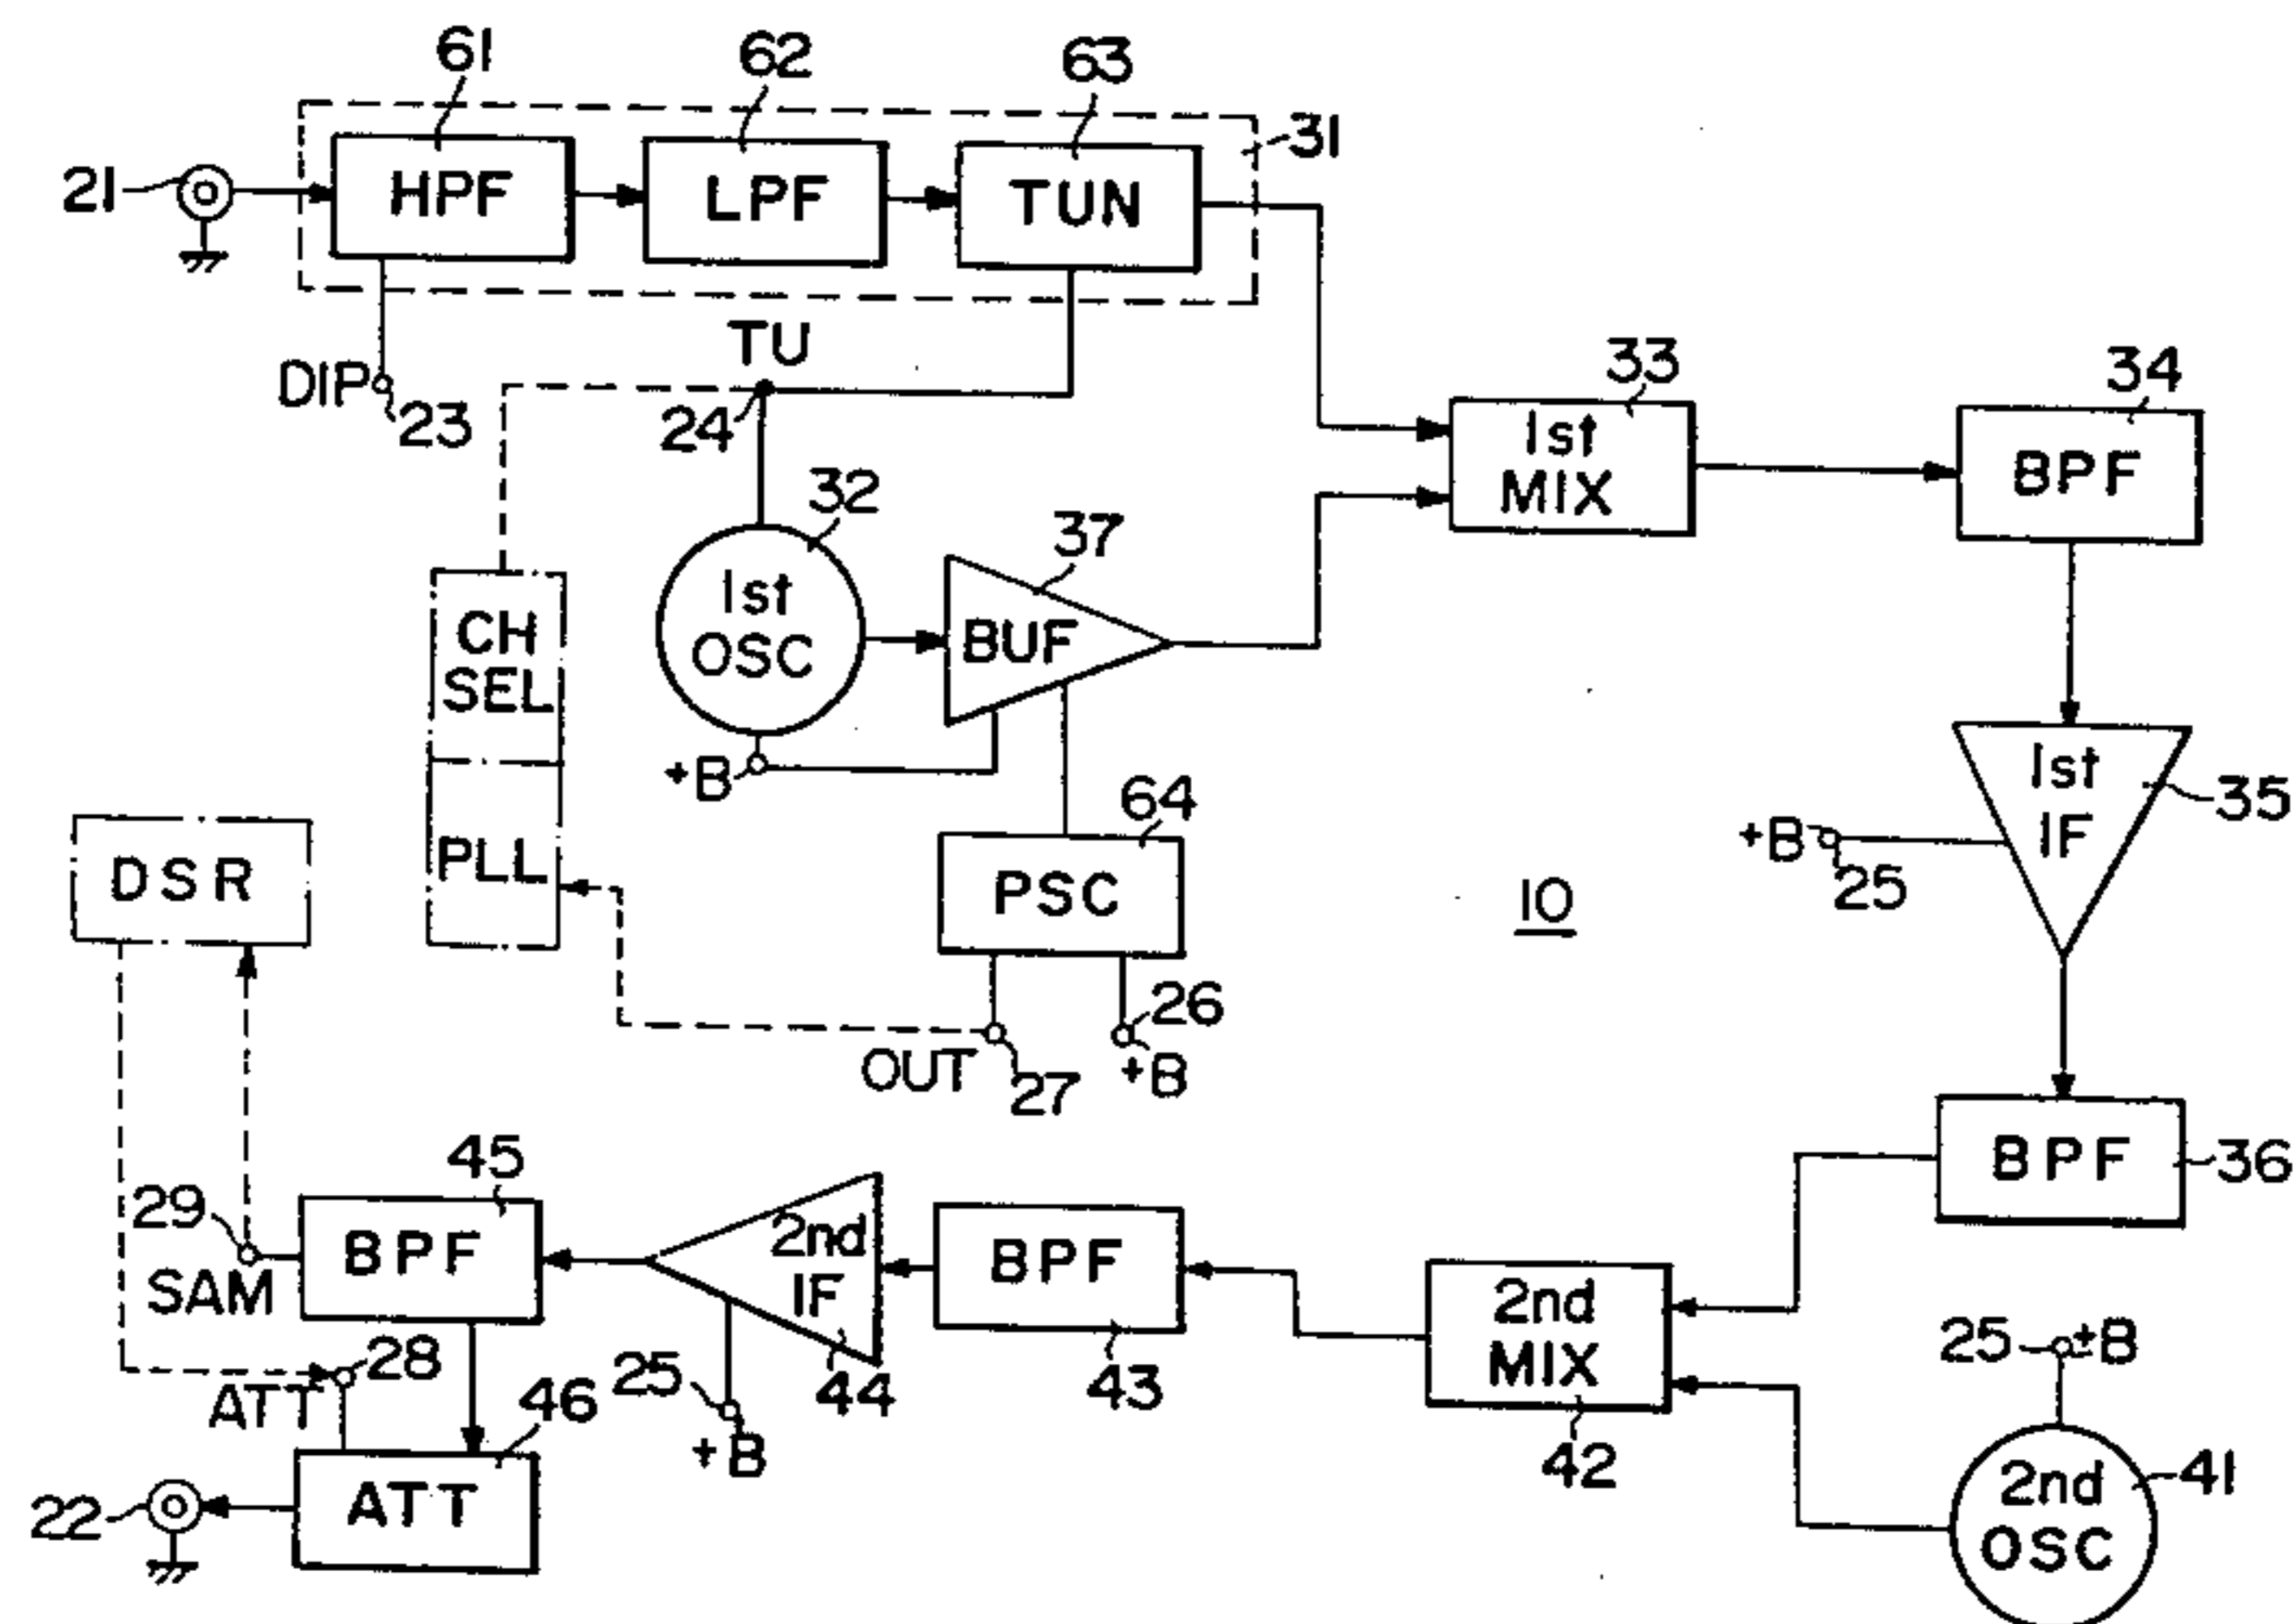 61
62
63
31
21
HPF
LPF
TUN
DIP
23
TU
24
33
34
1st
MIX
BPF
32
37
1st
OSC
BUF
CH
SEL
PLL
+B
64
PSC
1st
IF
35
+B
25
10
DSR
26
+B
OUT
27
BPF
36
45
29
BPF
SAM
2nd
IF
44
BPF
43
2nd
MIX
42
25
+B
28
ATT
46
25
+B
22
ATT
2nd
OSC
41